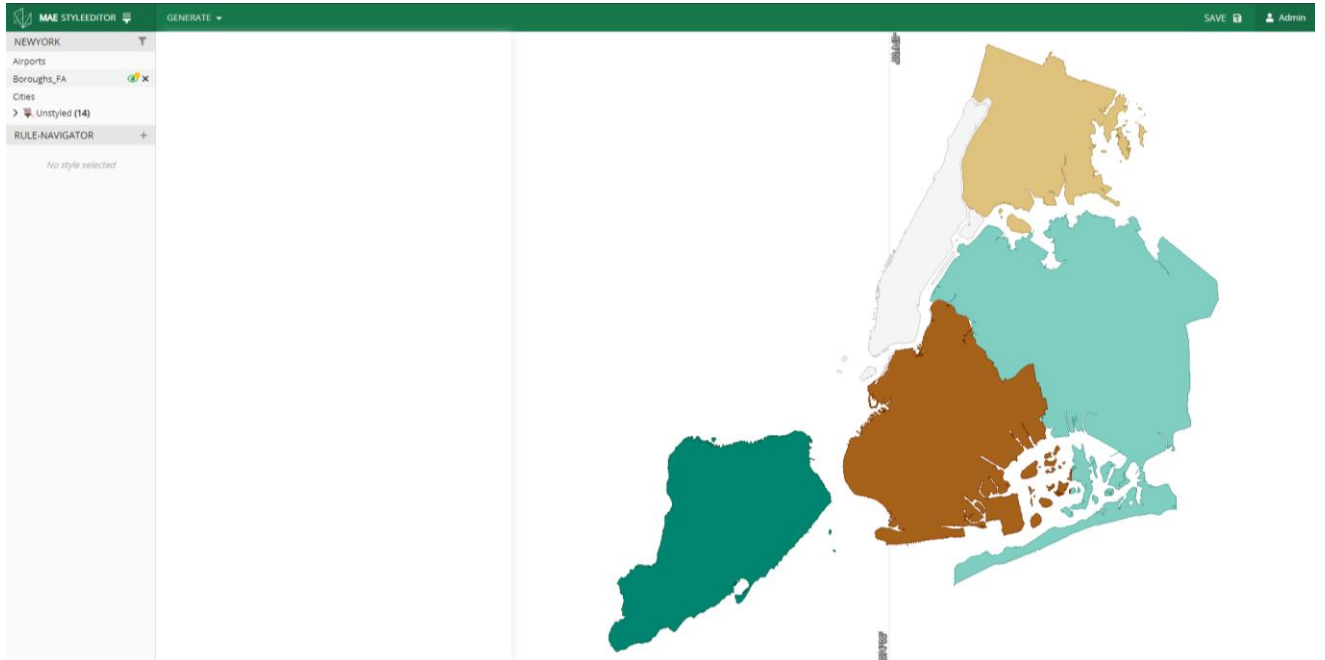 MAE STYLEEDITOR
GENERATE
SAVE
Admin
NEWYORK
Airports
Boroughs_FA
Cities
Unstyled (14)
RULE-NAVIGATOR
No style selected